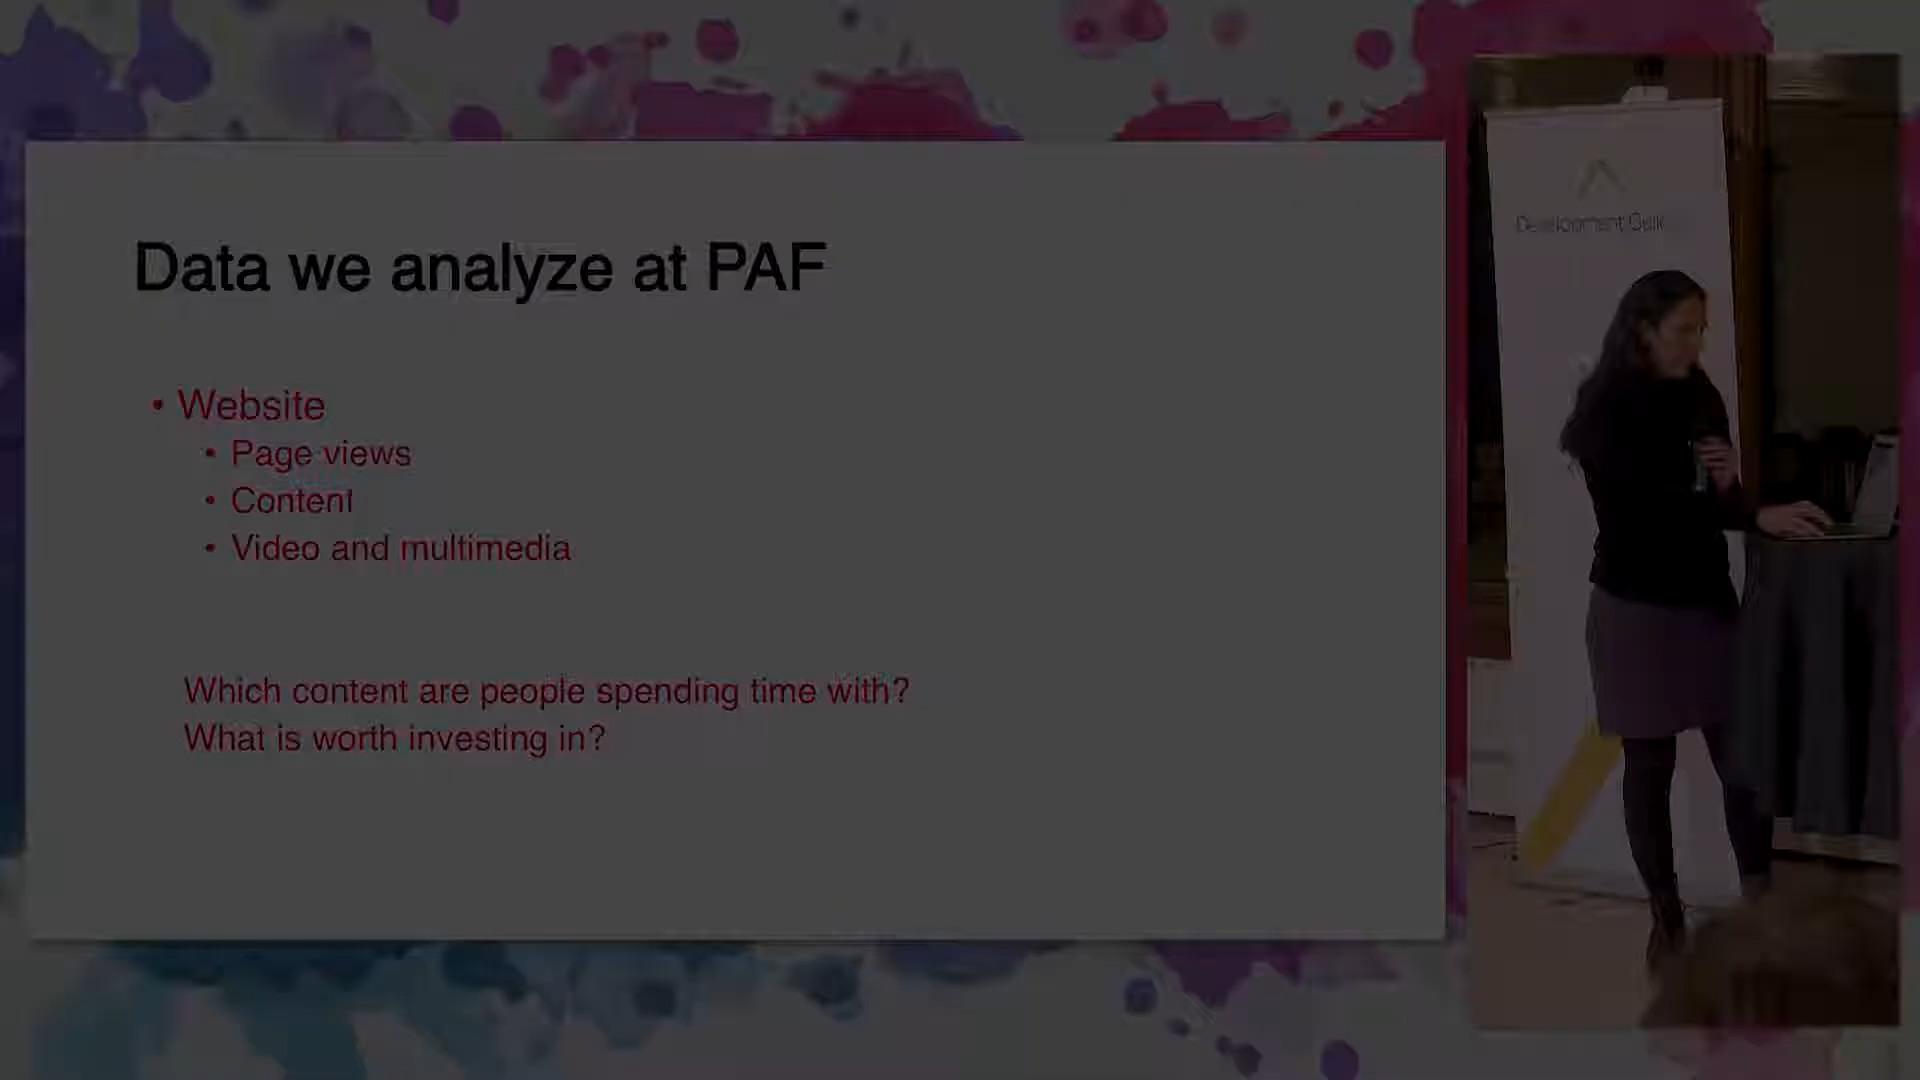 Data we analyze at PAF
• Website
• Page views
• Content
• Video and multimedia
Which content are people spending time with?
What is worth investing in?
Development